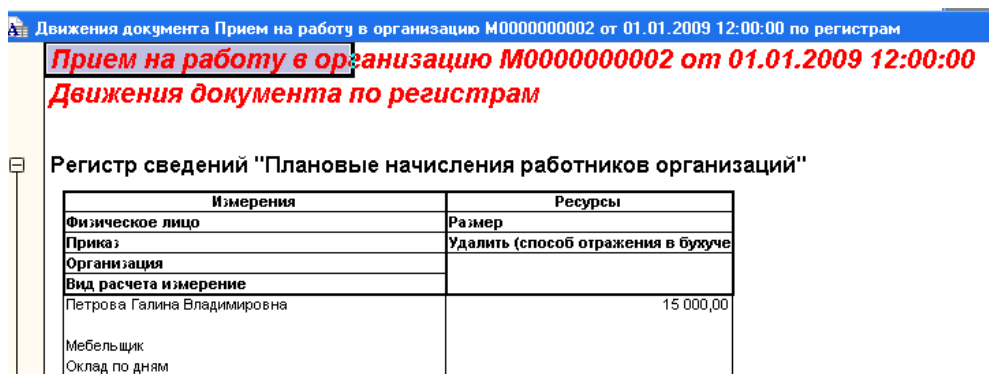 Движения документа Прием на работу в организацию М0000000002 от 01.01.2009 12:00:00 по регистрам
Прием на работу в организацию М0000000002 от 01.01.2009 12:00:00
Движения документа по регистрам
Регистр сведений "Плановые начисления работников организаций"
Измерения Ресурсы
Физическое лицо Размер
Приказ Удалить (способ отражения в бухуче
Организация
Вид расчета измерение
Петрова Галина Владимировна 15 000,00
Мебельщик
Оклад по дням